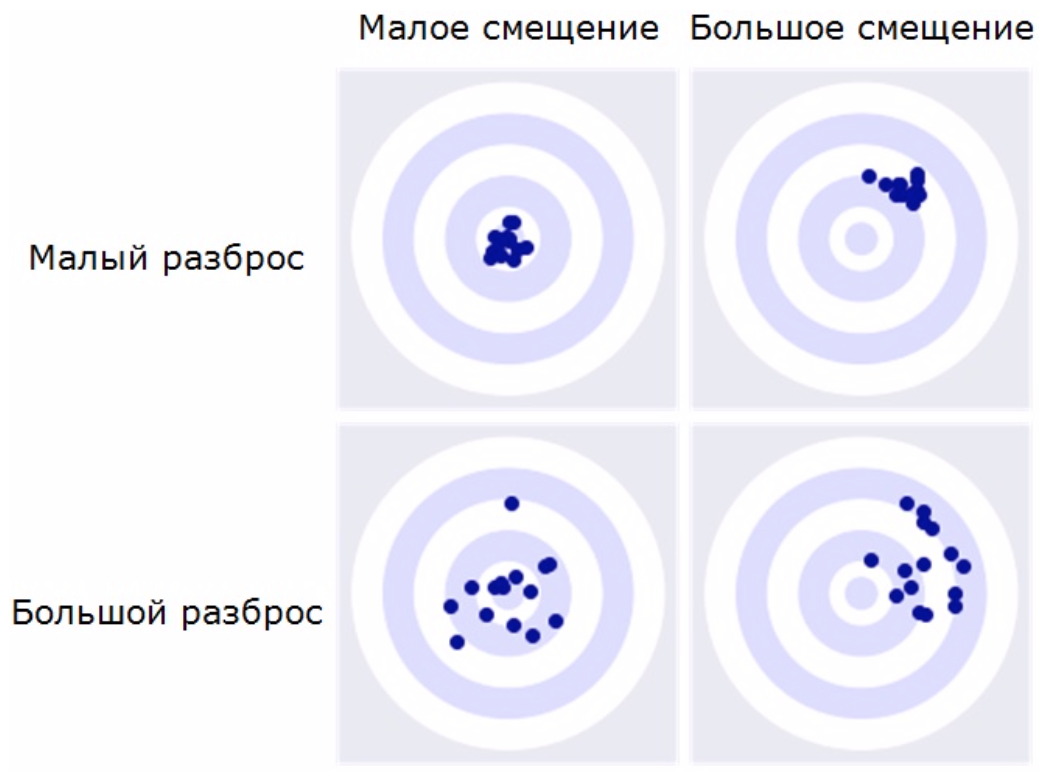 Малое смещение Большое смещение
Малый разброс
Большой разброс